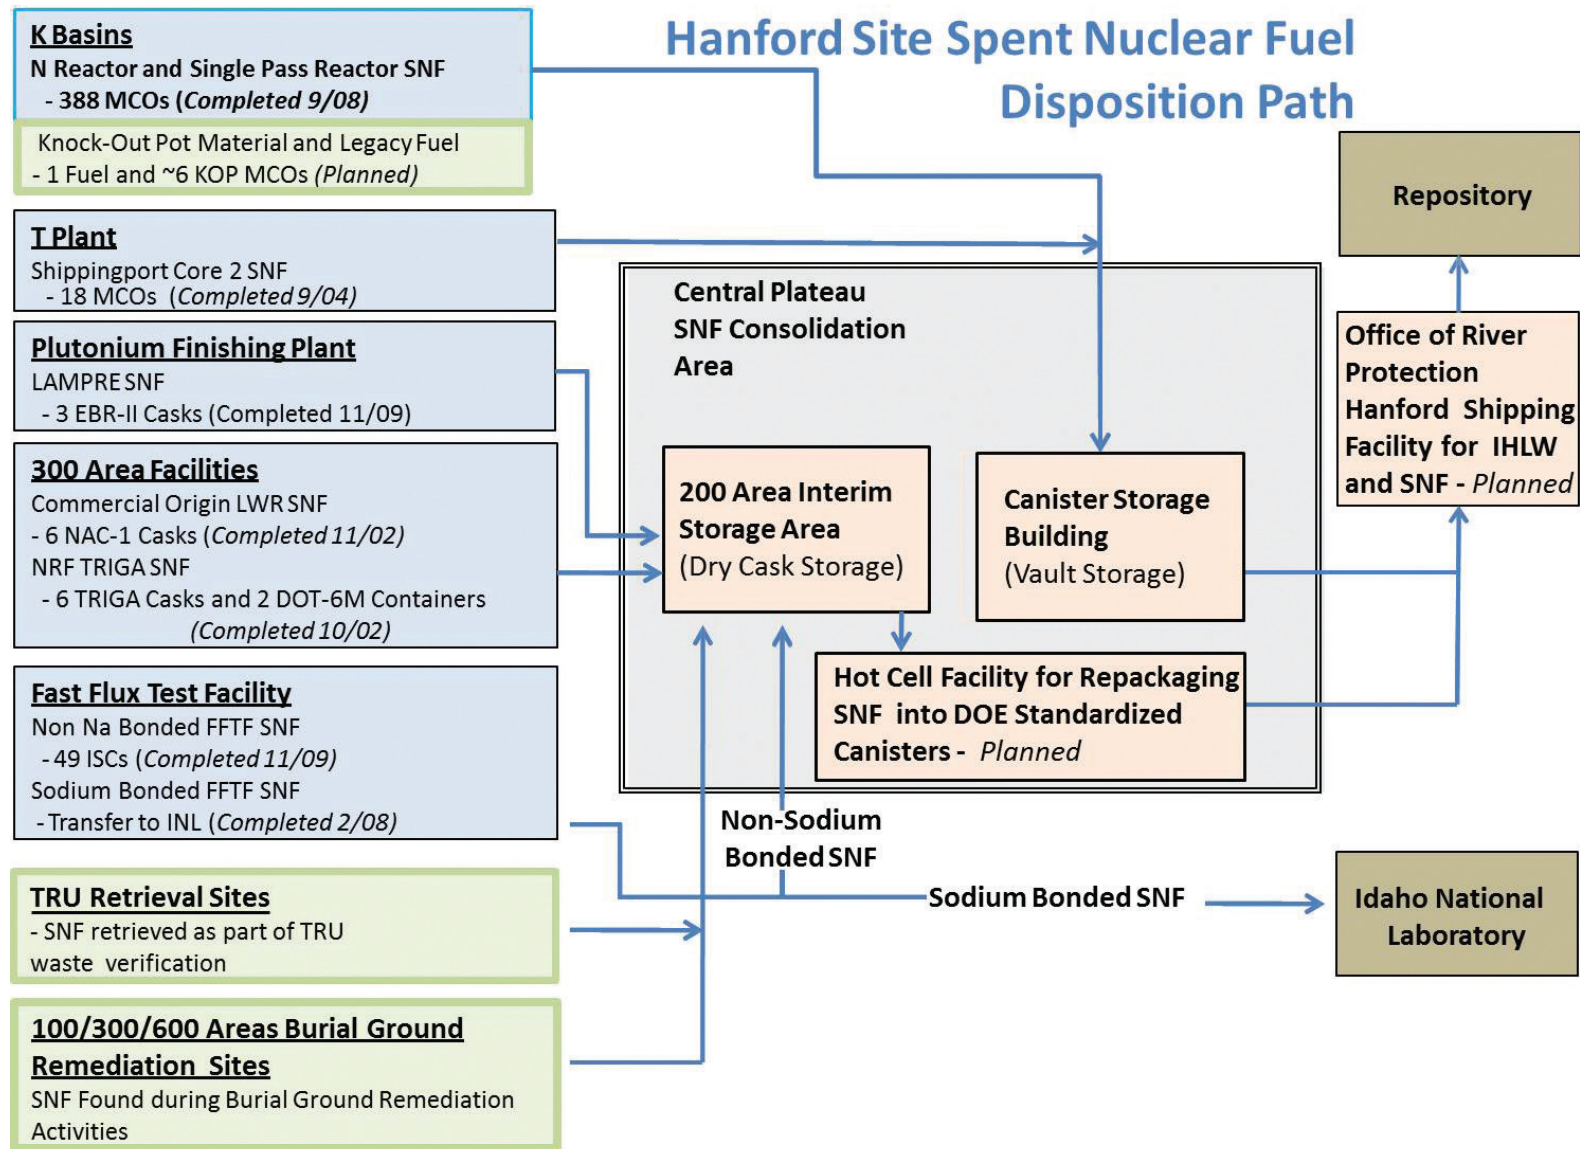 Hanford Site Spent Nuclear Fuel
Disposition Path
K Basins
N Reactor and Single Pass Reactor SNF
- 388 MCOs (Completed 9/08)
Knock-Out Pot Material and Legacy Fuel
- 1 Fuel and ~6 KOP MCOs (Planned)
T Plant
Shippingport Core 2 SNF
- 18 MCOs (Completed 9/04)
Plutonium Finishing Plant
LAMPRE SNF
- 3 EBR-II Casks (Completed 11/09)
300 Area Facilities
Commercial Origin LWR SNF
- 6 NAC-1 Casks (Completed 11/02)
NRF TRIGA SNF
- 6 TRIGA Casks and 2 DOT-6M Containers
(Completed 10/02)
Fast Flux Test Facility
Non Na Bonded FFTF SNF
- 49 ISCs (Completed 11/09)
Sodium Bonded FFTF SNF
- Transfer to INL (Completed 2/08)
TRU Retrieval Sites
- SNF retrieved as part of TRU
waste verification
100/300/600 Areas Burial Ground
Remediation Sites
SNF Found during Burial Ground Remediation
Activities
Central Plateau
SNF Consolidation
Area
200 Area Interim
Storage Area
(Dry Cask Storage)
Canister Storage
Building
(Vault Storage)
Hot Cell Facility for Repackaging
SNF into DOE Standardized
Canisters - Planned
Non-Sodium
Bonded SNF
Sodium Bonded SNF
Repository
Office of River
Protection
Hanford Shipping
Facility for IHLW
and SNF - Planned
Idaho National
Laboratory